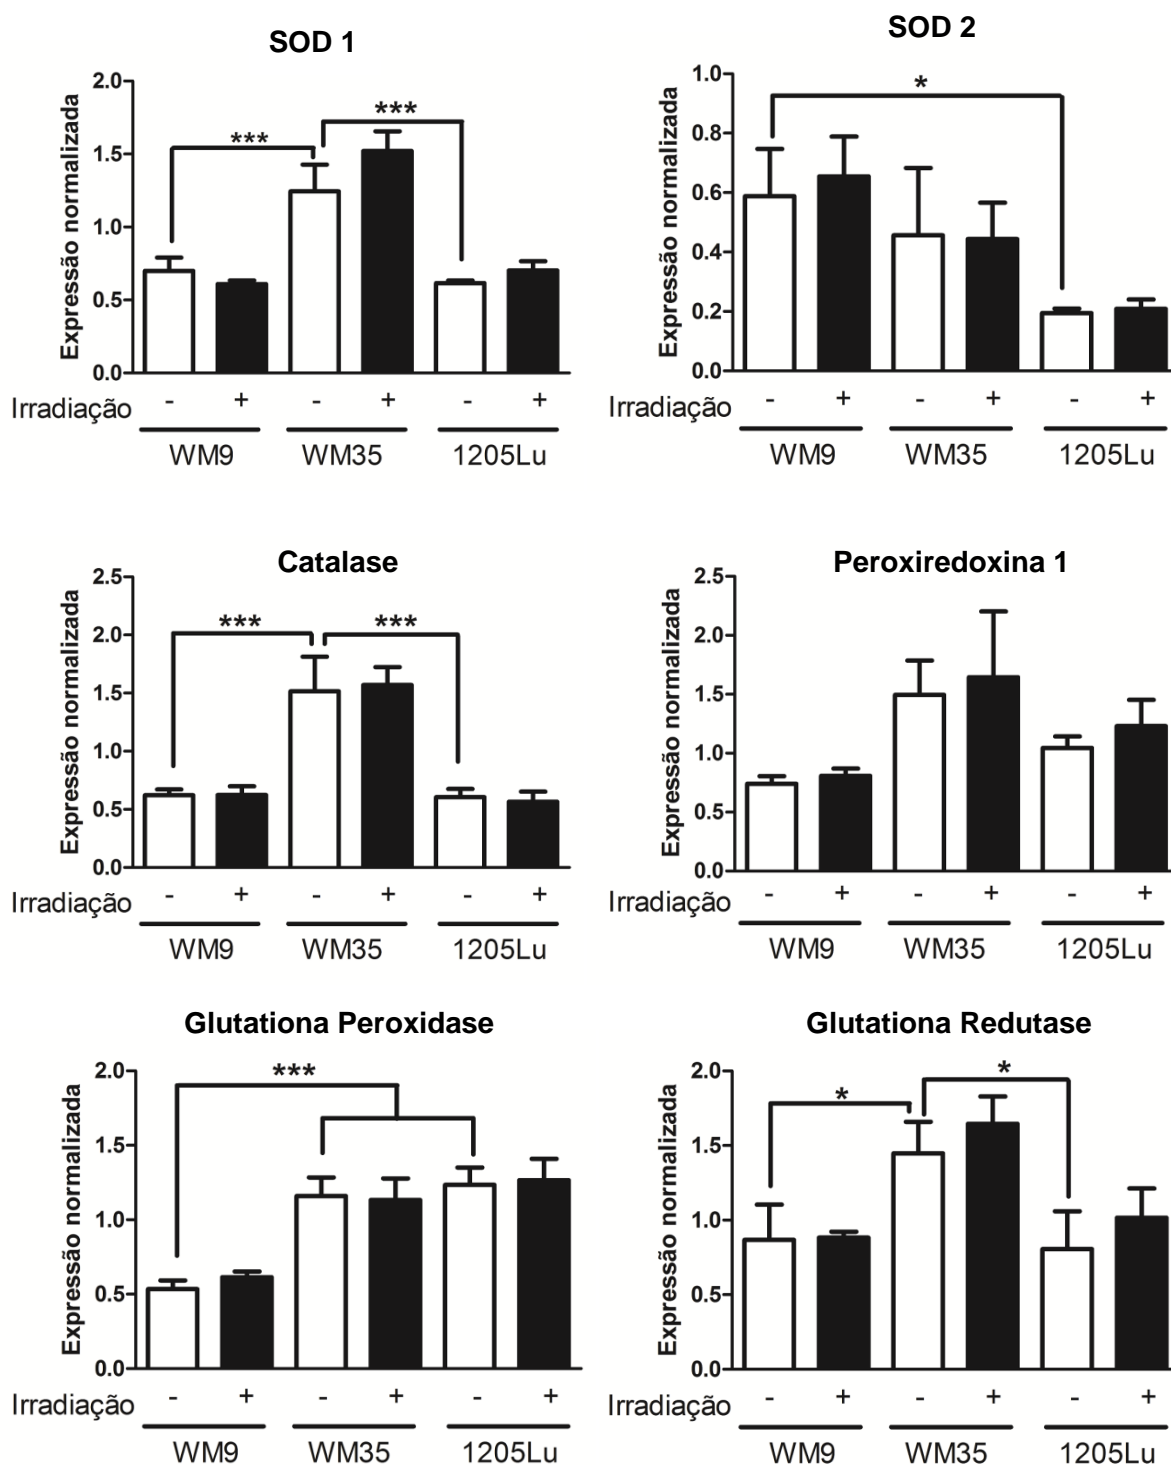 SOD 1
Expressão normalizada
2.0
1.5
1.0
0.5
0.0
***
***
Irradiação - + - + - +
WM9 WM35 1205Lu
SOD 2
Expressão normalizada
1.0
0.8
0.6
0.4
0.2
0.0
*
Irradiação - + - + - +
WM9 WM35 1205Lu
Catalase
Expressão normalizada
2.5
2.0
1.5
1.0
0.5
0.0
*** ***
Irradiação - + - + - +
WM9 WM35 1205Lu
Peroxiredoxina 1
Expressão normalizada
2.5
2.0
1.5
1.0
0.5
0.0
Irradiação - + - + - +
WM9 WM35 1205Lu
Glutationa Peroxidase
Expressão normalizada
2.0
1.5
1.0
0.5
0.0
***
Irradiação - + - + - +
WM9 WM35 1205Lu
Glutationa Redutase
Expressão normalizada
2.0
1.5
1.0
0.5
0.0
*
*
Irradiação - + - + - +
WM9 WM35 1205Lu